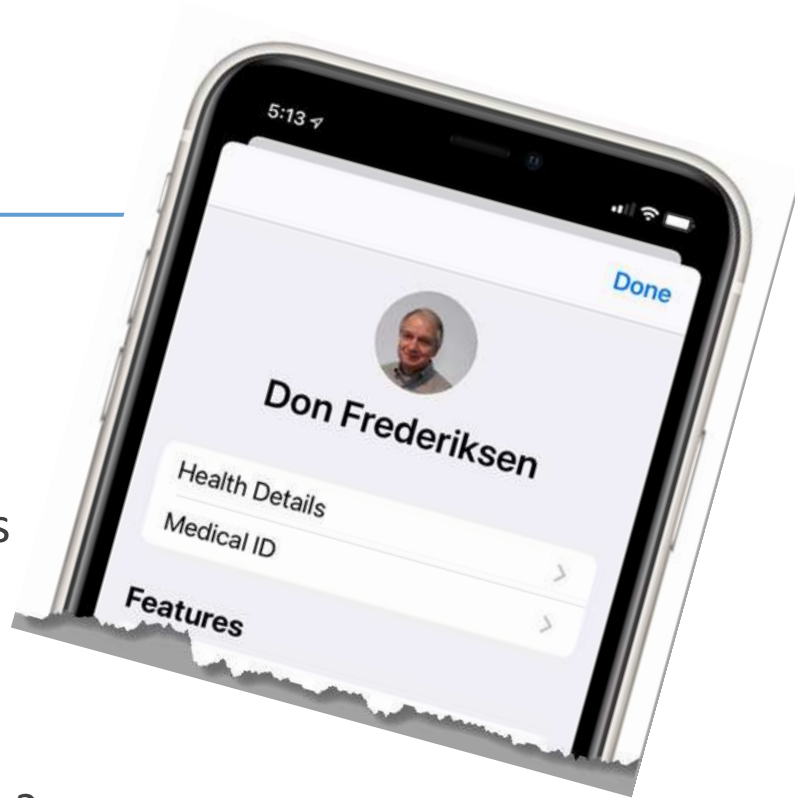 5:13
Done
Don Frederiksen
Health Details
Medical ID
Features
s
?